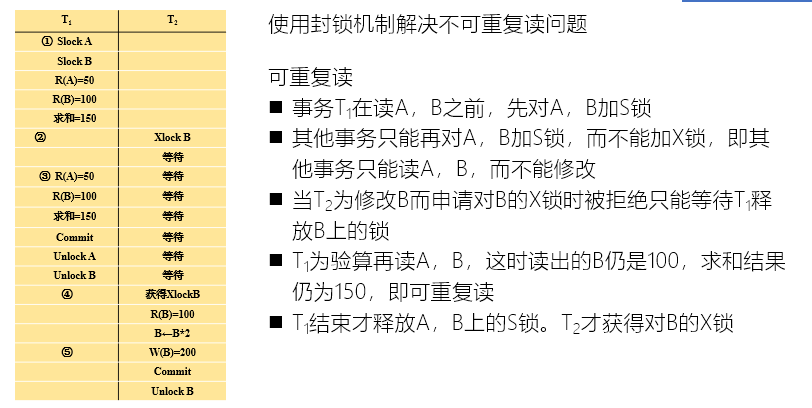 T1 T2
① Slock A
Slock B
R(A)=50
R(B)=100
求和=150
② Xlock B
等待
③ R(A)=50 等待
R(B)=100 等待
求和=150 等待
Commit 等待
Unlock A 等待
Unlock B 等待
④ 获得XlockB
R(B)=100
B←B*2
⑤ W(B)=200
Commit
Unlock B
使用封锁机制解决不可重复读问题
可重复读
■ 事务T1在读A，B之前，先对A，B加S锁
■ 其他事务只能再对A，B加S锁，而不能加X锁，即其
他事务只能读A，B，而不能修改
■ 当T2为修改B而申请对B的X锁时被拒绝只能等待T1释
放B上的锁
■ T1为验算再读A，B，这时读出的B仍是100，求和结果
仍为150，即可重复读
■ T1结束才释放A，B上的S锁。T2才获得对B的X锁